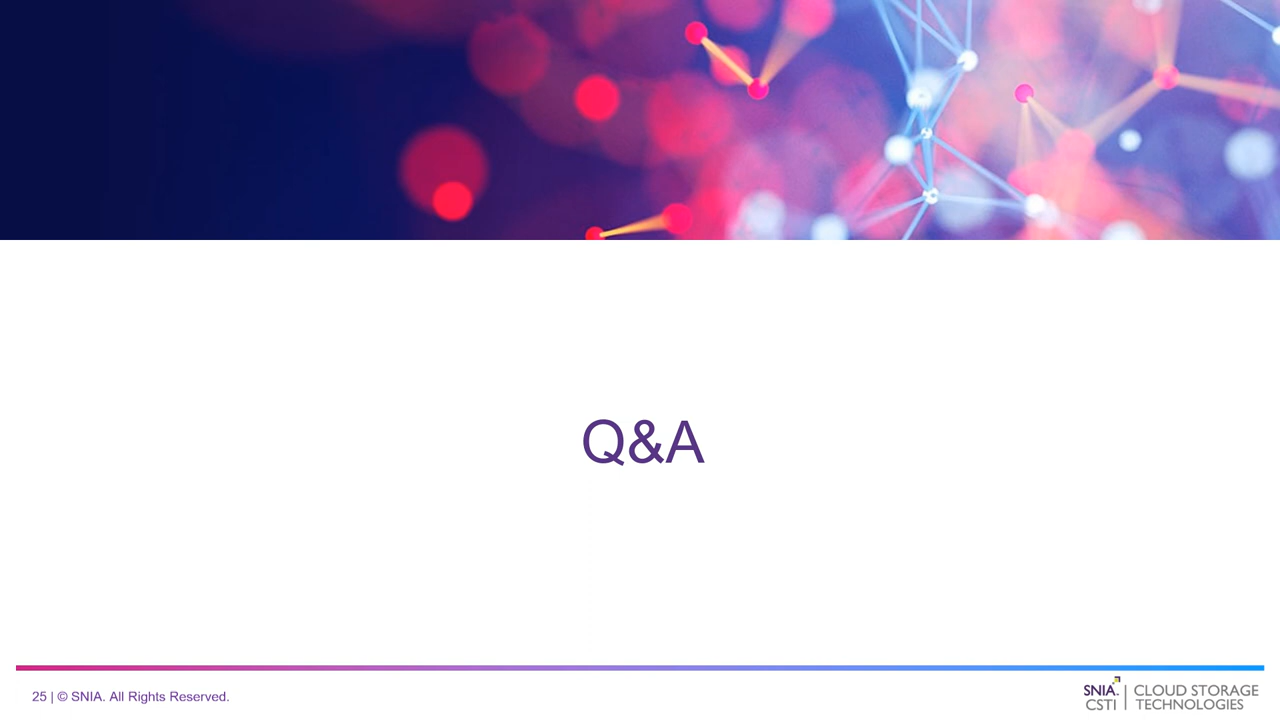 Q&A
25 | © SNIA. All Rights Reserved.
SNIA. | CLOUD STORAGE
CSTI | TECHNOLOGIES